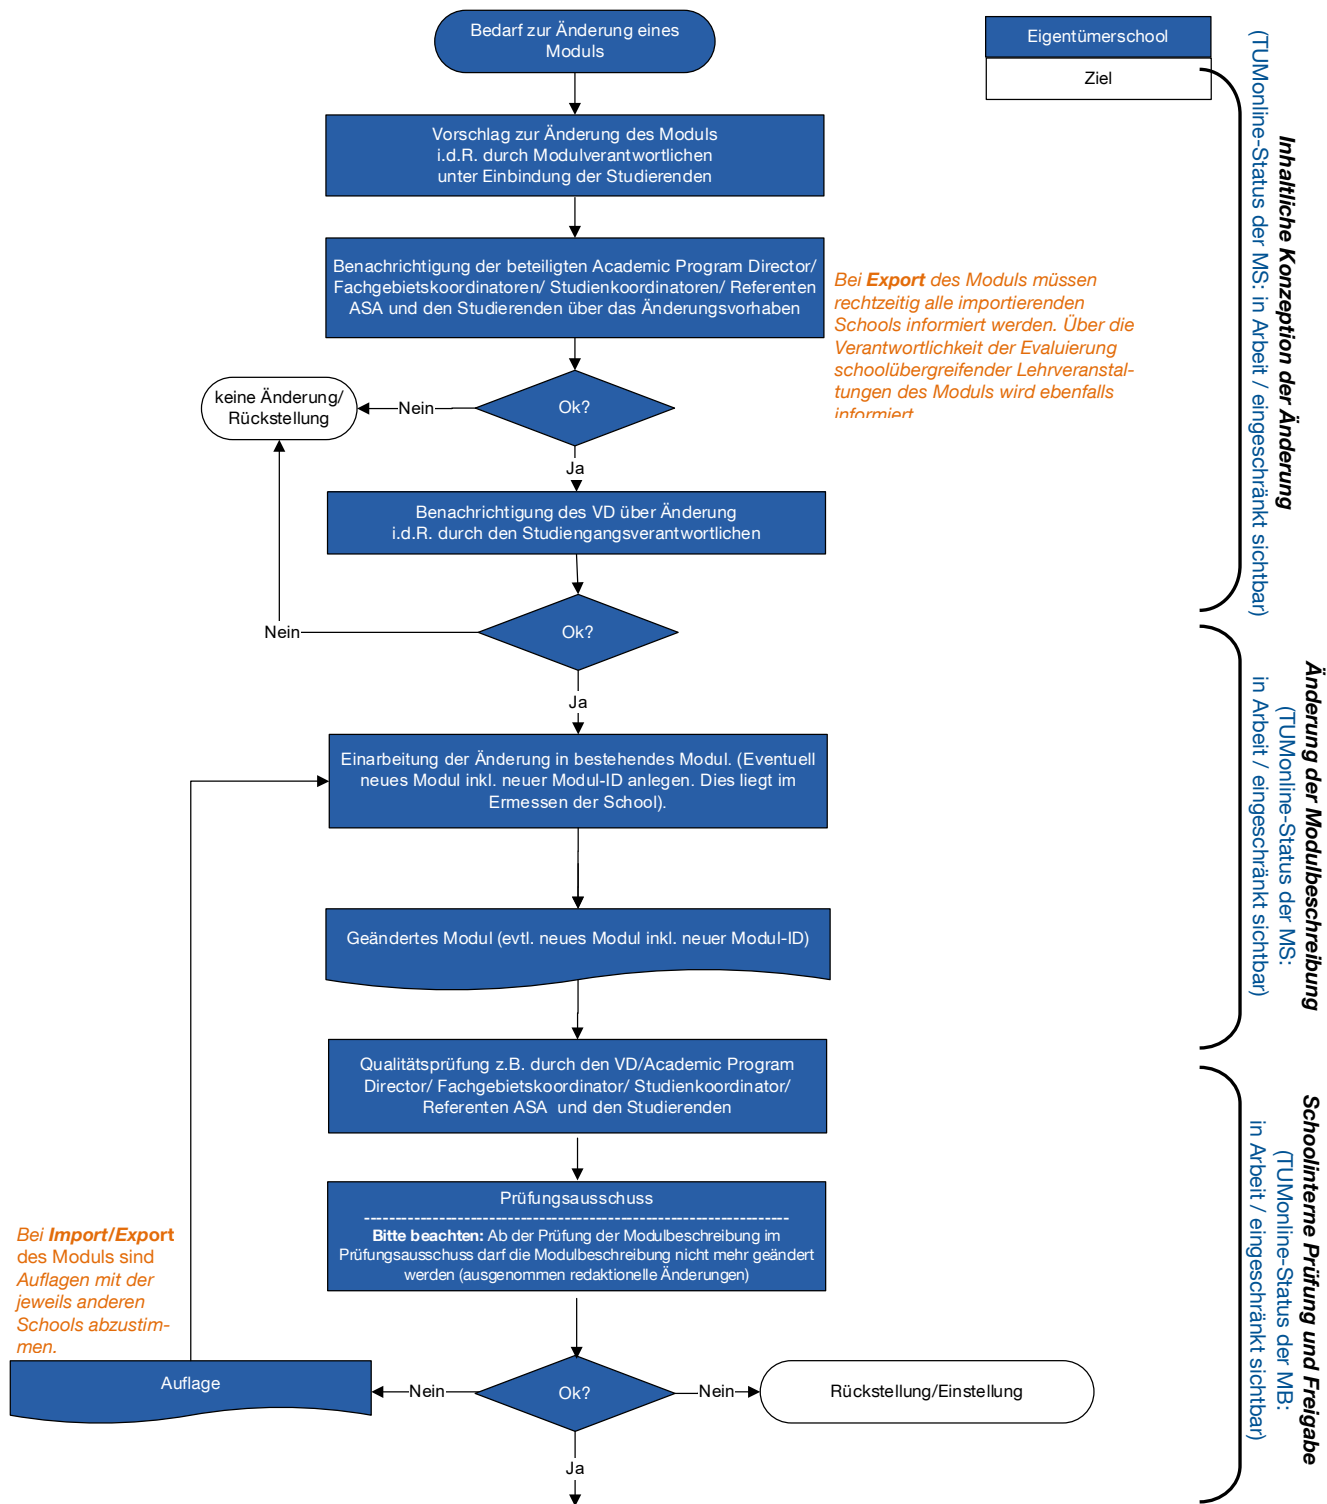 Bedarf zur Änderung eines
Moduls
Eigentümerschool
Ziel
Vorschlag zur Änderung des Moduls
i.d.R. durch Modulverantwortlichen
unter Einbindung der Studierenden
Benachrichtigung der beteiligten Academic Program Director/
Fachgebietskoordinatoren/ Studienkoordinatoren/ Referenten
ASA und den Studierenden über das Änderungsvorhaben
Bei Export des Moduls müssen
rechtzeitig alle importierenden
Schools informiert werden. Über die
Verantwortlichkeit der Evaluierung
schoolübergreifender Lehrveranstal-
tungen des Moduls wird ebenfalls
informiert
Ok?
Nein
keine Änderung/
Rückstellung
Ja
Benachrichtigung des VD über Änderung
i.d.R. durch den Studiengangsverantwortlichen
Ok?
Nein
Ja
Inhaltliche Konzeption der Änderung
(TUMonline-Status der MS: in Arbeit / eingeschränkt sichtbar)
Einarbeitung der Änderung in bestehendes Modul. (Eventuell
neues Modul inkl. neuer Modul-ID anlegen. Dies liegt im
Ermessen der School).
Geändertes Modul (evtl. neues Modul inkl. neuer Modul-ID)
Änderung der Modulbeschreibung
(TUMonline-Status der MS:
in Arbeit / eingeschränkt sichtbar)
Qualitätsprüfung z.B. durch den VD/Academic Program
Director/ Fachgebietskoordinator/ Studienkoordinator/
Referenten ASA und den Studierenden
Prüfungsausschuss
Bitte beachten: Ab der Prüfung der Modulbeschreibung im
Prüfungsausschuss darf die Modulbeschreibung nicht mehr geändert
werden (ausgenommen redaktionelle Änderungen)
Bei Import/Export
des Moduls sind
Auflagen mit der
jeweils anderen
Schools abzustim-
men.
Auflage
Nein
Ok?
Nein
Rückstellung/Einstellung
Ja
Schoolinterne Prüfung und Freigabe
(TUMonline-Status der MB:
in Arbeit / eingeschränkt sichtbar)